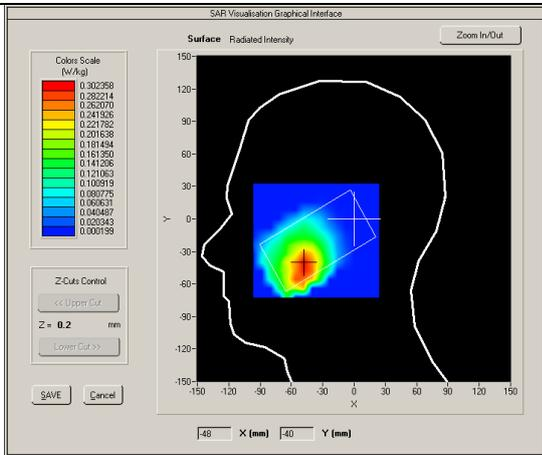 SAR Visualisation Graphical Interface
Surface Radiated Intensity
Zoom In/Out
Colors Scale
(W/kg)
0.302358
0.282214
0.262070
0.241926
0.221782
0.201638
0.181494
0.161350
0.141206
0.121063
0.100919
0.080775
0.060631
0.040487
0.020343
0.000199
Z-Cuts Control
<< Upper Cut
Z = 0.2 mm
Lower Cut >>
SAVE Cancel
150
120
90
60
30
0
-30
-60
-90
-120
-150
Y
-150 -120 -90 -60 -30 0 30 60 90 120 150
X
-48 X (mm) -40 Y (mm)